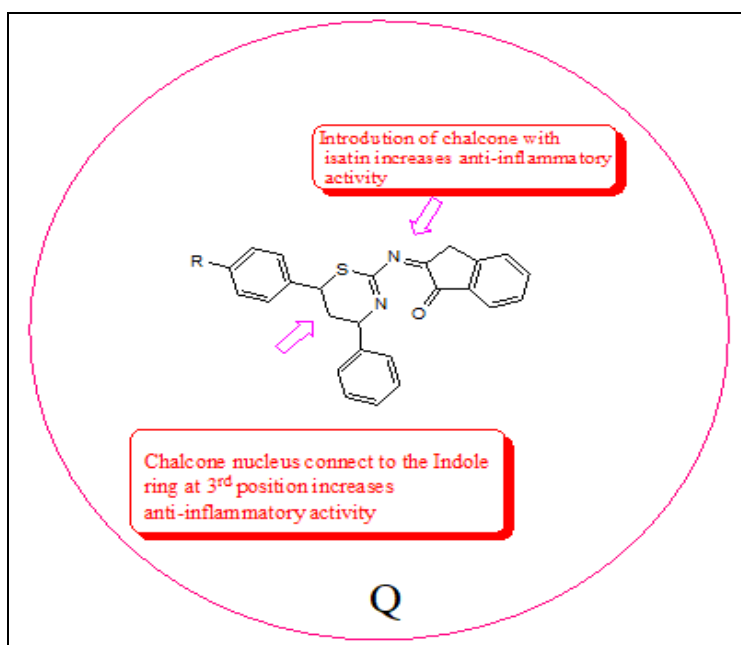 Introdution of chalcone with
isatin increases anti-inflammatory
activity
R
S
N
N
O
Chalcone nucleus connect to the Indole
ring at 3rd position increases
anti-inflammatory activity
Q